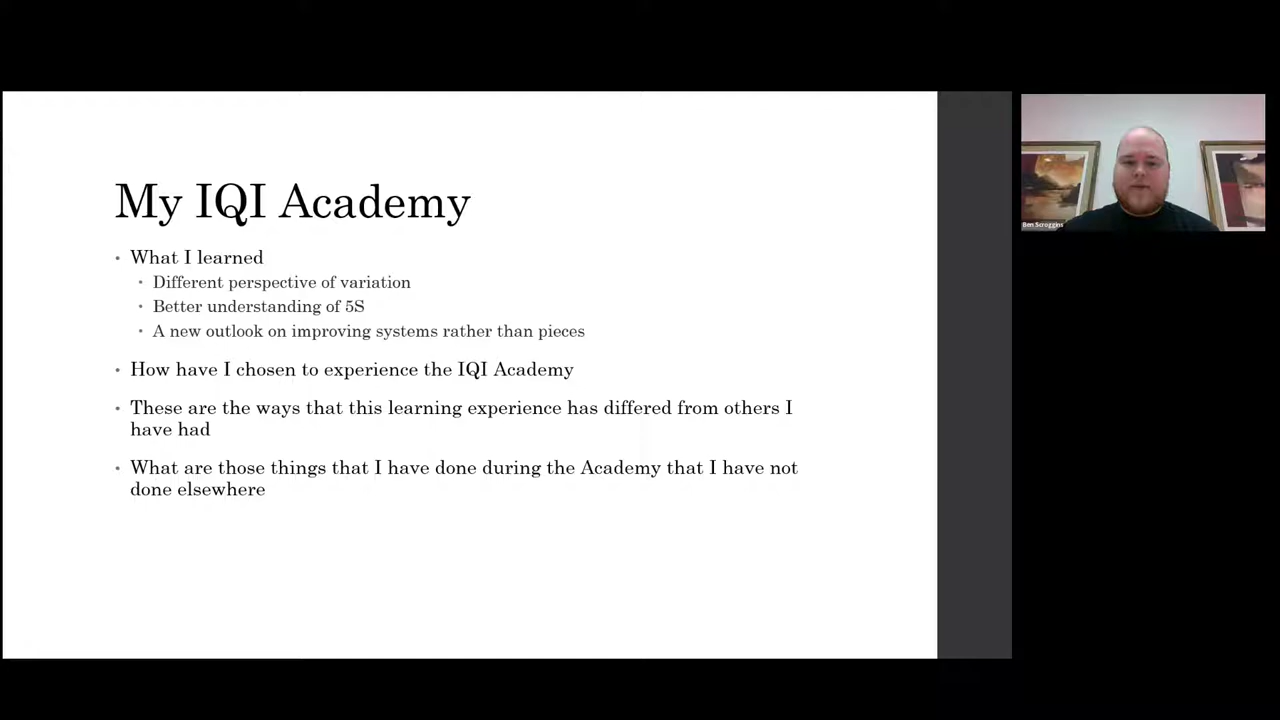 My IQI Academy
• What I learned
• Different perspective of variation
• Better understanding of 5S
• A new outlook on improving systems rather than pieces
• How have I chosen to experience the IQI Academy
• These are the ways that this learning experience has differed from others I
have had
• What are those things that I have done during the Academy that I have not
done elsewhere
Ben Scroggins